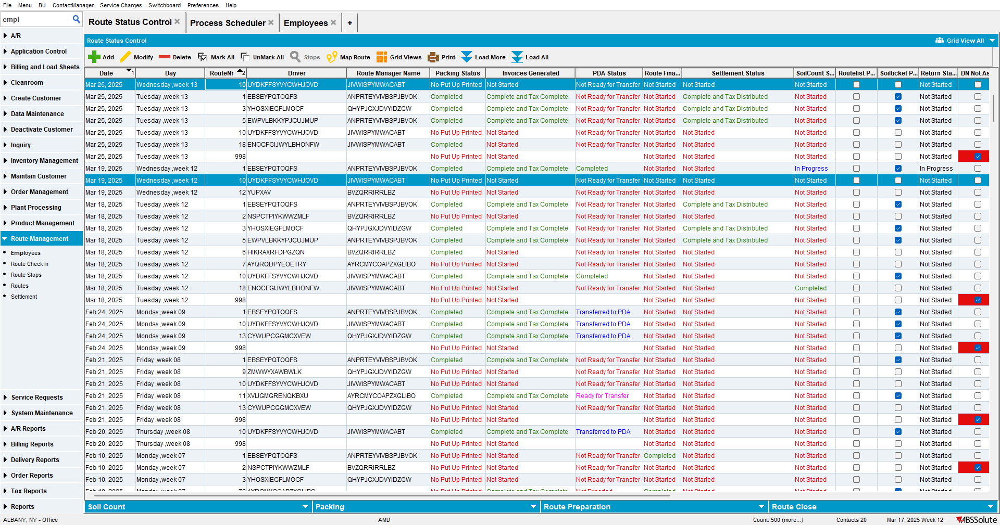 File Menu BU ContactManager Service Charges Switchboard Preferences Help
empl
Route Status Control Process Scheduler Employees +
Route Status Control Grid View All
Add Modify Delete Mark All UnMark All Stops Map Route Grid Views Print Load More Load All
A/R
Application Control
Billing and Load Sheets
Cleanroom
Create Customer
Data Maintenance
Deactivate Customer
Inquiry
Inventory Management
Maintain Customer
Order Management
Plant Processing
Product Management
Route Management
Employees
Route Check In
Route Stops
Routes
Settlement
Service Requests
System Maintenance
A/R Reports
Billing Reports
Delivery Reports
Order Reports
Tax Reports
Reports
Date 1 Day RouteNr 2 Driver Route Manager Name Packing Status Invoices Generated PDA Status Route Fina... Settlement Status SoilCount S... Routelist P... Soilticket P... Return Sta... DN Not As
Mar 26, 2025 Wednesday ,week 13 10 UYDKFFSYVYCWHJOVD JIVWISPYMWACABT No Put Up Printed Not Started Not Ready for Transfer Not Started Not Started Not Started Not Started
Mar 25, 2025 Tuesday ,week 13 1 EBSEYPQTOQFS ANPRTEYVIVBSPJBVOK Completed Complete and Tax Complete Not Ready for Transfer Not Started Complete and Tax Distributed Not Started Not Started
Mar 25, 2025 Tuesday ,week 13 3 YHOSXIEGFLMOCF QHYPJGXJDVYIDZGW Completed Complete and Tax Complete Not Ready for Transfer Not Started Complete and Tax Distributed Not Started Not Started
Mar 25, 2025 Tuesday ,week 13 5 EWPVLBKKYPJCUJMUP ANPRTEYVIVBSPJBVOK Completed Complete and Tax Complete Not Ready for Transfer Not Started Complete and Tax Distributed Not Started Not Started
Mar 25, 2025 Tuesday ,week 13 10 UYDKFFSYVYCWHJOVD JIVWISPYMWACABT No Put Up Printed Not Started Not Ready for Transfer Not Started Not Started Not Started Not Started
Mar 25, 2025 Tuesday ,week 13 18 ENOCFGIJWYLBHONFW JIVWISPYMWACABT Completed Not Started Not Ready for Transfer Not Started Not Started Not Started Not Started
Mar 25, 2025 Tuesday ,week 13 998 No Put Up Printed Not Started Not Started Not Started Not Started Not Started
Mar 19, 2025 Wednesday ,week 12 1 EBSEYPQTOQFS ANPRTEYVIVBSPJBVOK Completed Complete and Tax Complete Completed Not Started Not Started In Progress In Progress
Mar 19, 2025 Wednesday ,week 12 10 UYDKFFSYVYCWHJOVD JIVWISPYMWACABT No Put Up Printed Not Started Not Ready for Transfer Not Started Not Started Not Started Not Started
Mar 19, 2025 Wednesday ,week 12 12 YUPXAV BVZQRRIRRLBZ No Put Up Printed Not Started Not Ready for Transfer Not Started Not Started Not Started Not Started
Mar 18, 2025 Tuesday ,week 12 1 EBSEYPQTOQFS ANPRTEYVIVBSPJBVOK Completed Complete and Tax Complete Not Ready for Transfer Not Started Complete and Tax Distributed Not Started Not Started
Mar 18, 2025 Tuesday ,week 12 2 NSPCTPIYKWWZMLF BVZQRRIRRLBZ No Put Up Printed Not Started Not Ready for Transfer Not Started Not Started Not Started Not Started
Mar 18, 2025 Tuesday ,week 12 3 YHOSXIEGFLMOCF QHYPJGXJDVYIDZGW Completed Complete and Tax Complete Not Ready for Transfer Not Started Complete and Tax Distributed Not Started Not Started
Mar 18, 2025 Tuesday ,week 12 5 EWPVLBKKYPJCUJMUP ANPRTEYVIVBSPJBVOK Completed Complete and Tax Complete Not Ready for Transfer Not Started Complete and Tax Distributed Not Started Not Started
Mar 18, 2025 Tuesday ,week 12 6 HIKRAXRFDPGZQN BVZQRRIRRLBZ Completed Not Started Not Ready for Transfer Not Started Not Started Not Started Not Started
Mar 18, 2025 Tuesday ,week 12 7 AYQRQDPYEOETRY AYRCMYCOAPZXGLIBO No Put Up Printed Not Started Not Ready for Transfer Not Started Not Started Not Started Not Started
Mar 18, 2025 Tuesday ,week 12 10 UYDKFFSYVYCWHJOVD JIVWISPYMWACABT Completed Complete and Tax Complete Completed Not Started Not Started Not Started Not Started
Mar 18, 2025 Tuesday ,week 12 18 ENOCFGIJWYLBHONFW JIVWISPYMWACABT No Put Up Printed Not Started Not Ready for Transfer Not Started Not Started Completed Not Started
Mar 18, 2025 Tuesday ,week 12 998 No Put Up Printed Not Started Not Started Not Started Not Started Not Started
Feb 24, 2025 Monday ,week 09 1 EBSEYPQTOQFS ANPRTEYVIVBSPJBVOK Completed Complete and Tax Complete Transferred to PDA Not Started Not Started Not Started Not Started
Feb 24, 2025 Monday ,week 09 10 UYDKFFSYVYCWHJOVD JIVWISPYMWACABT Completed Complete and Tax Complete Transferred to PDA Not Started Not Started Not Started Not Started
Feb 24, 2025 Monday ,week 09 13 CYWUPCGGMCXVEW QHYPJGXJDVYIDZGW Completed Complete and Tax Complete Transferred to PDA Not Started Not Started Not Started Not Started
Feb 24, 2025 Monday ,week 09 998 No Put Up Printed Not Started Not Started Not Started Not Started Not Started
Feb 21, 2025 Friday ,week 08 1 EBSEYPQTOQFS ANPRTEYVIVBSPJBVOK Completed Complete and Tax Complete Not Ready for Transfer Not Started Not Started Not Started Not Started
Feb 21, 2025 Friday ,week 08 9 ZMWWYXAWBWLK QHYPJGXJDVYIDZGW No Put Up Printed Not Started Not Ready for Transfer Not Started Not Started Not Started Not Started
Feb 21, 2025 Friday ,week 08 10 UYDKFFSYVYCWHJOVD JIVWISPYMWACABT No Put Up Printed Not Started Not Ready for Transfer Not Started Not Started Not Started Not Started
Feb 21, 2025 Friday ,week 08 11 XVIJGMGRENQKBXU AYRCMYCOAPZXGLIBO Completed Complete and Tax Complete Ready for Transfer Not Started Not Started Not Started Not Started
Feb 21, 2025 Friday ,week 08 13 CYWUPCGGMCXVEW QHYPJGXJDVYIDZGW No Put Up Printed Not Started Not Ready for Transfer Not Started Not Started Not Started Not Started
Feb 21, 2025 Friday ,week 08 998 No Put Up Printed Not Started Not Started Not Started Not Started Not Started
Feb 20, 2025 Thursday ,week 08 10 UYDKFFSYVYCWHJOVD JIVWISPYMWACABT Completed Complete and Tax Complete Transferred to PDA Not Started Not Started Not Started Not Started
Feb 20, 2025 Thursday ,week 08 998 No Put Up Printed Not Started Not Started Not Started Not Started Not Started
Feb 10, 2025 Monday ,week 07 1 EBSEYPQTOQFS ANPRTEYVIVBSPJBVOK No Put Up Printed Not Started Not Ready for Transfer Completed Not Started Not Started Not Started
Feb 10, 2025 Monday ,week 07 2 NSPCTPIYKWWZMLF BVZQRRIRRLBZ No Put Up Printed Not Started Not Ready for Transfer Not Started Not Started Not Started Not Started
Feb 10, 2025 Monday ,week 07 3 YHOSXIEGFLMOCF QHYPJGXJDVYIDZGW No Put Up Printed Not Started Not Ready for Transfer Not Started Not Started Not Started Not Started
Soil Count Packing Route Preparation Route Close
ALBANY, NY - Office AMD Count: 500 (more...) Contacts 20 Mar 17, 2025 Week 12 ABSSolute